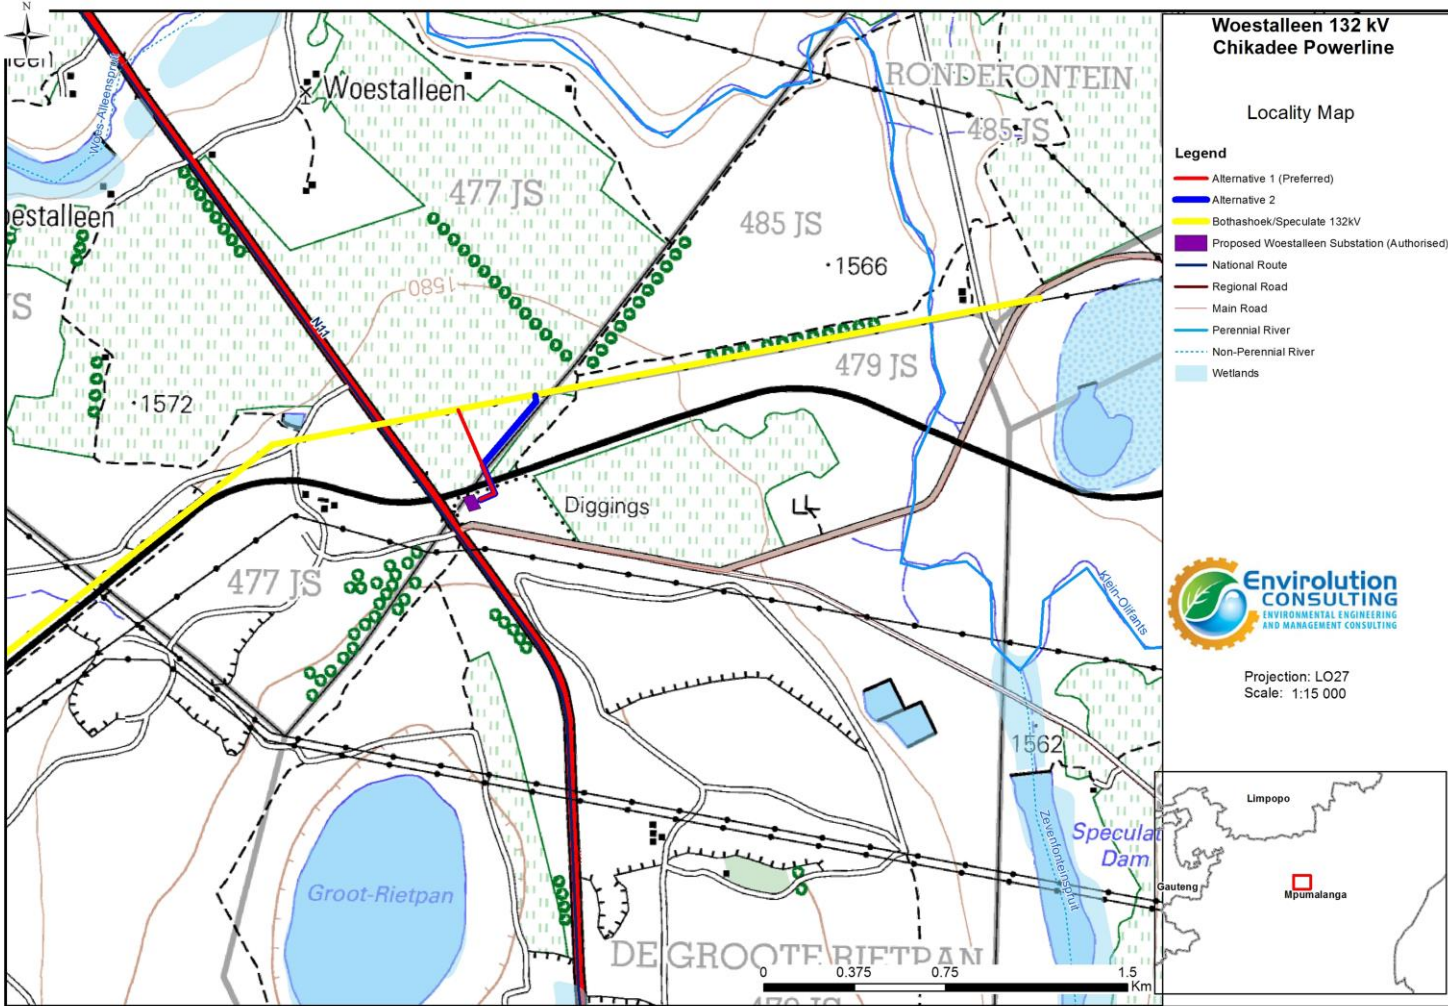 N
Woestalleen 132 kV
Chikadee Powerline
Locality Map
Legend
Alternative 1 (Preferred)
Alternative 2
Bothashoek/Speculate 132kV
Proposed Woestalleen Substation (Authorised)
National Route
Regional Road
Main Road
Perennial River
Non-Perennial River
Wetlands
Envirolution
CONSULTING
ENVIRONMENTAL ENGINEERING
AND MANAGEMENT CONSULTING
Projection: LO27
Scale: 1:15 000
Limpopo
Gauteng
Mpumalanga
Woes-Alleenspruit
Woestalleen
RONDEFONTEIN
485 JS
477 JS
oestalleen
485 JS
1566
JS
1580
N11
479 JS
1572
Diggings
477 JS
Klein-Olifants
1562
Speculat
Dam
Zevenfonteinspruit
Groot-Rietpan
DE GROOTE RIETPAN
0 0.375 0.75 1.5
Km